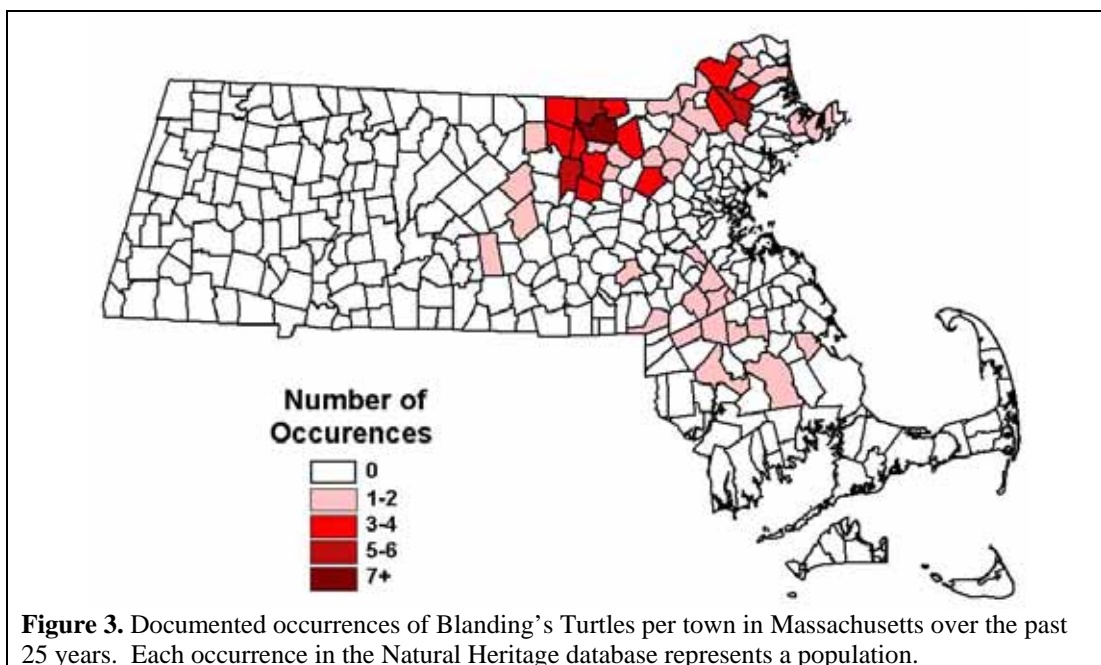 Number of
Occurences
0
1-2
3-4
5-6
7+
Figure 3. Documented occurrences of Blanding’s Turtles per town in Massachusetts over the past
25 years. Each occurrence in the Natural Heritage database represents a population.